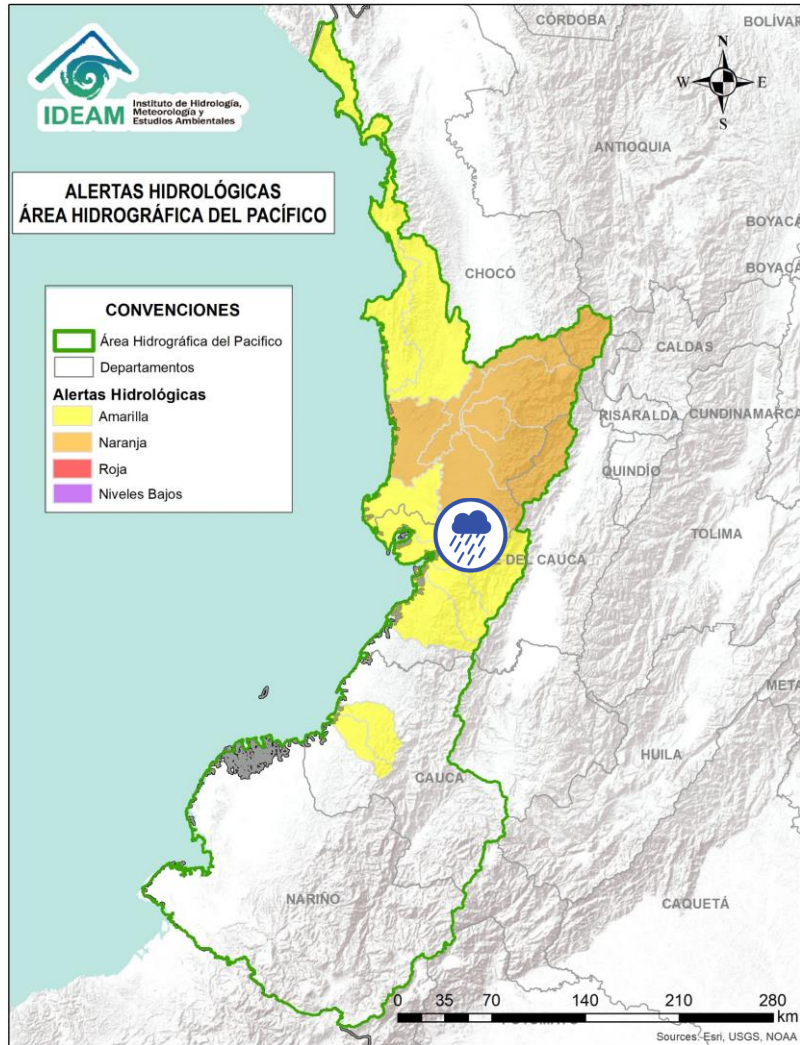 CÓRDOBA
BOLÍVAR
IDEAM
Instituto de Hidrología,
Meteorología y
Estudios Ambientales
N
W
E
S
ANTIOQUIA
ALERTAS HIDROLÓGICAS
ÁREA HIDROGRÁFICA DEL PACÍFICO
BOYACÁ
CHOCÓ
BOYACÁ
CONVENCIONES
Área Hidrográfica del Pacifico
Departamentos
Alertas Hidrológicas
Amarilla
Naranja
Roja
Niveles Bajos
CALDAS
RISARALDA
CUNDINAMARCA
QUINDÍO
TOLIMA
DEL CAUCA
META
HUILA
CAUCA
NARIÑO
CAQUETÁ
0 35 70 140 210 280
km
Sources: Esri, USGS, NOAA